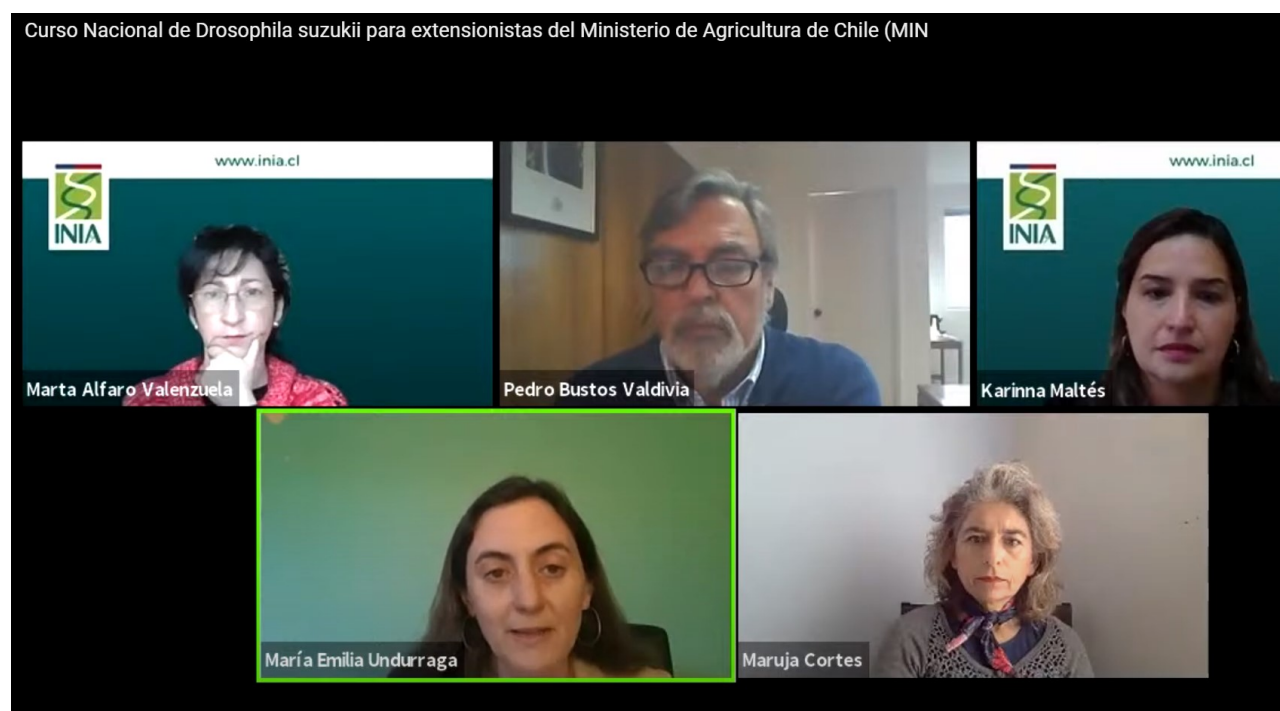 Curso Nacional de Drosophila suzukii para extensionistas del Ministerio de Agricultura de Chile (MIN
www.inia.cl
INIA
www.inia.cl
INIA
Marta Alfaro Valenzuela
Pedro Bustos Valdivia
Karinna Maltés
María Emilia Undurraga
Maruja Cortes